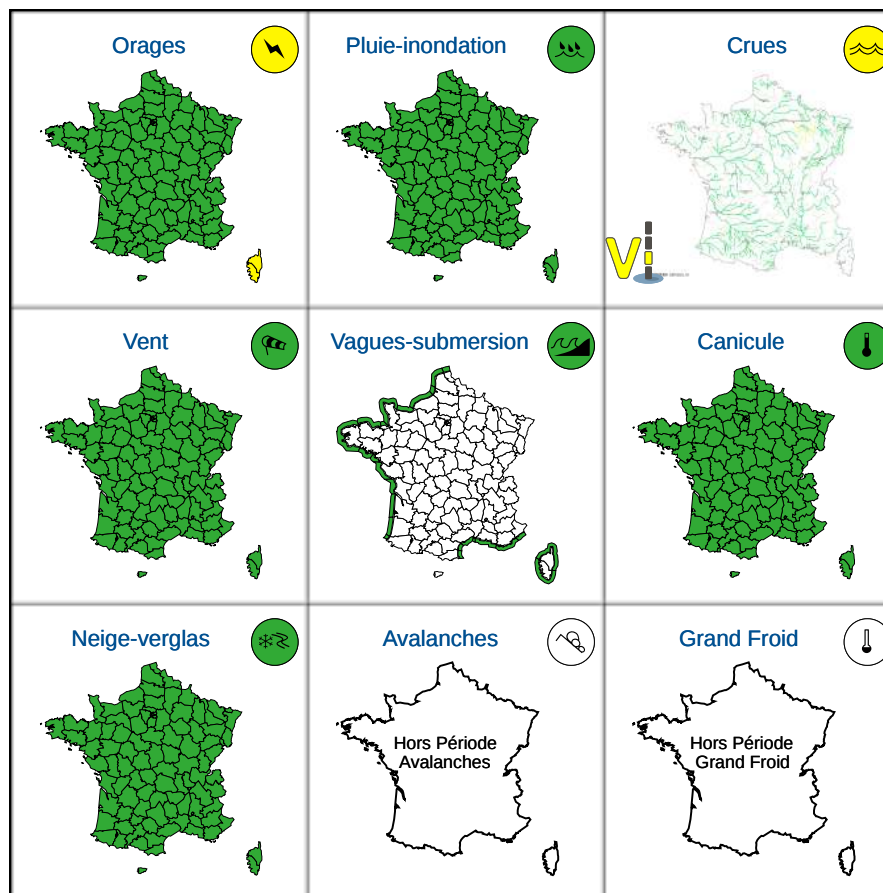 Orages
Pluie-inondation
Crues
Vi
Vent
Vagues-submersion
Canicule
Neige-verglas
Avalanches
Grand Froid
Hors Période
Avalanches
Hors Période
Grand Froid